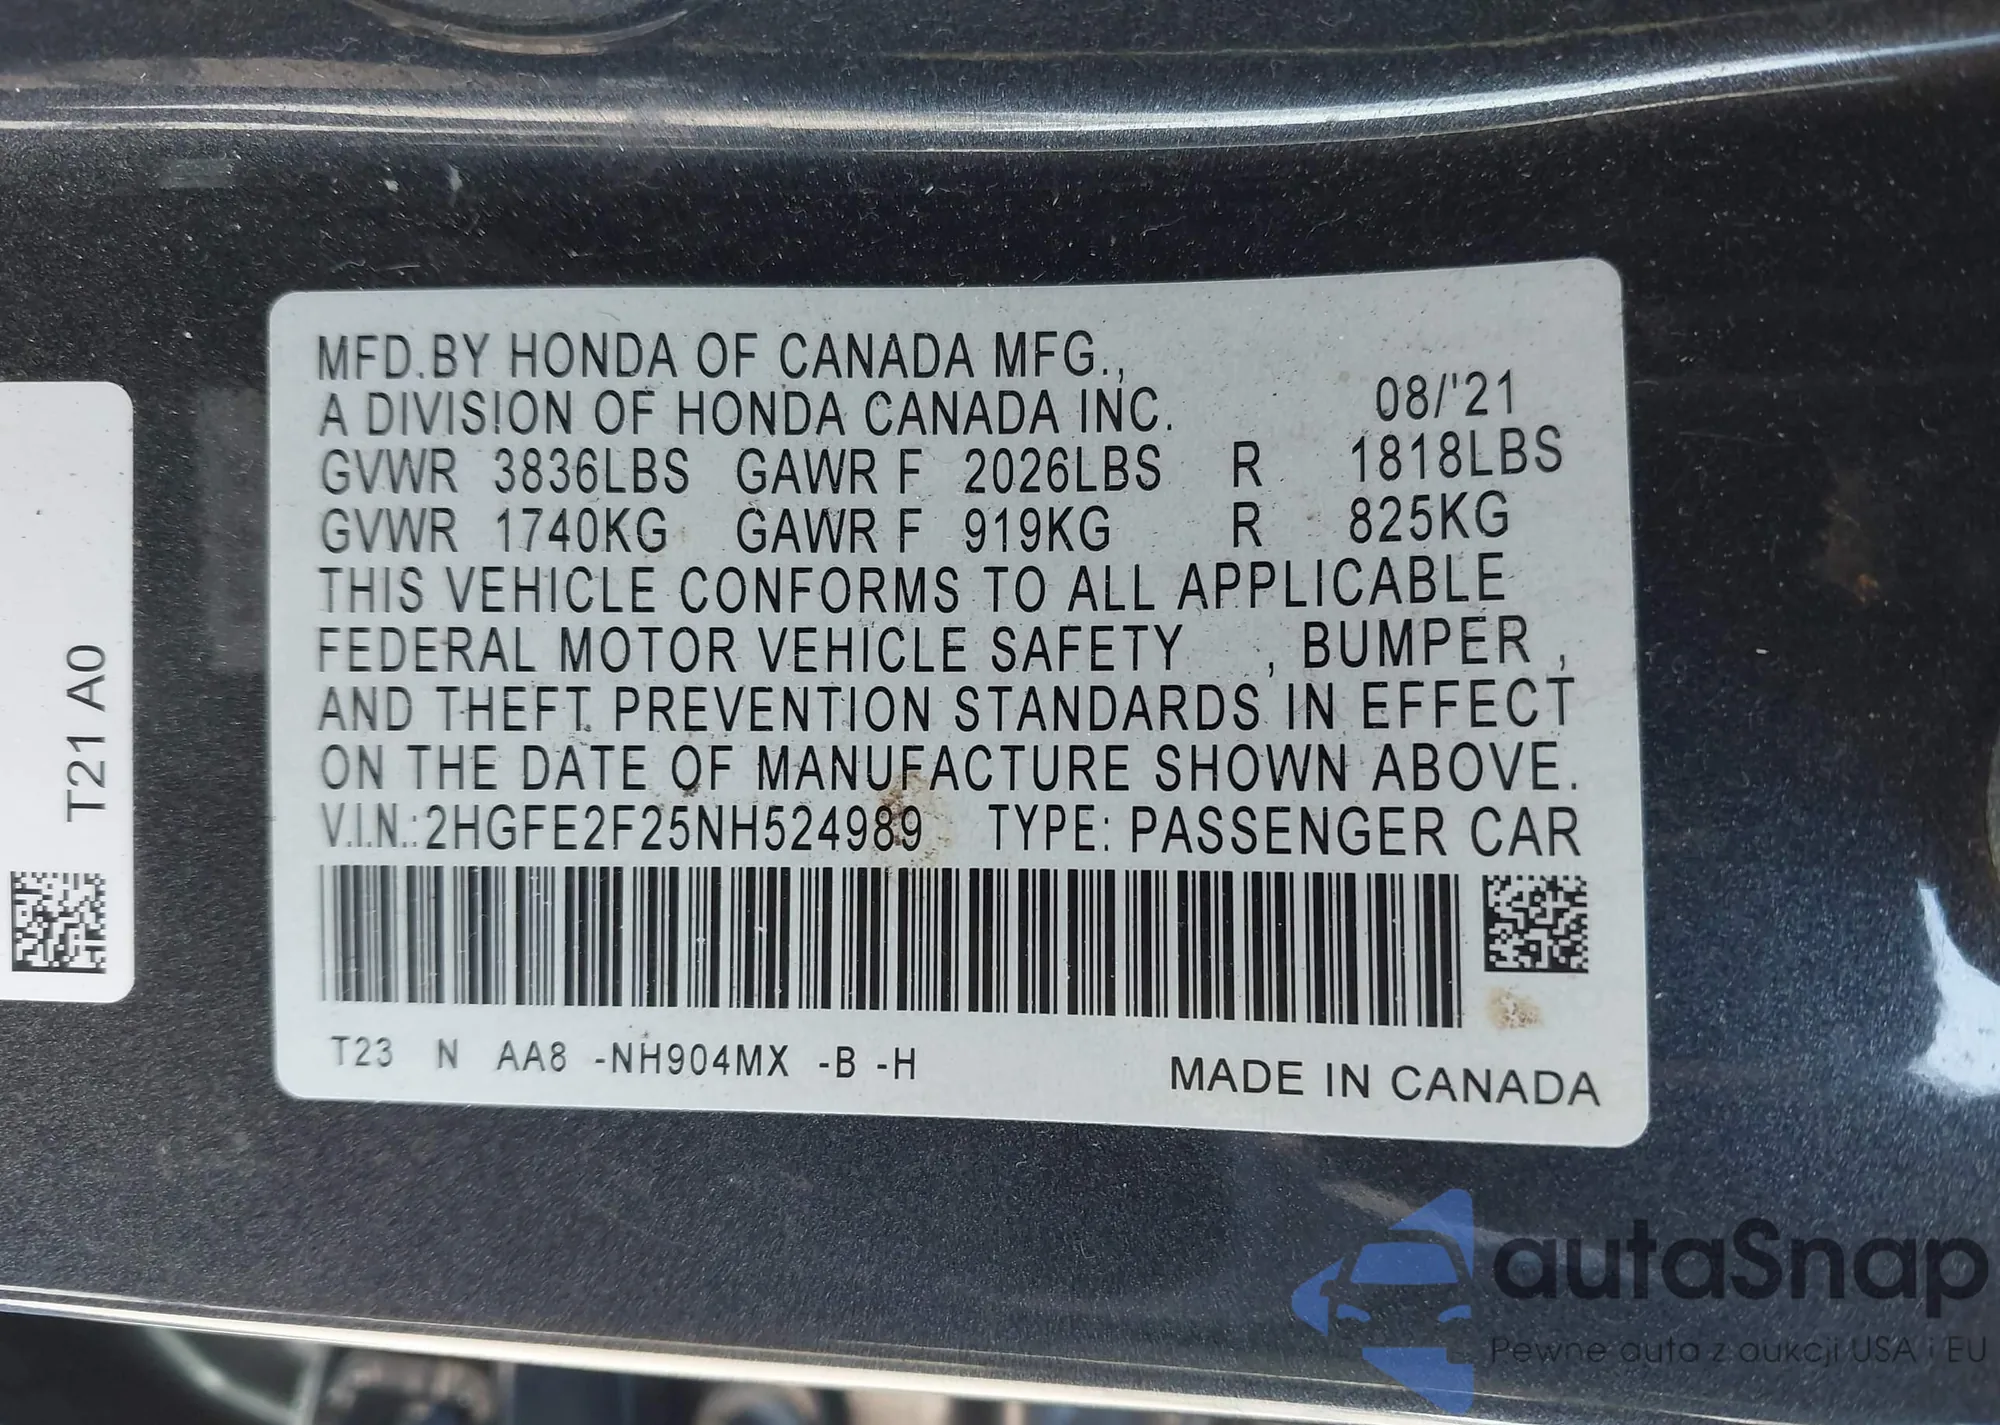 MFD.BY HONDA OF CANADA MFG.,
A DIVISION OF HONDA CANADA INC. 08/'21
GVWR 3836LBS GAWR F 2026LBS R 1818LBS
GVWR 1740KG GAWR F 919KG R 825KG
THIS VEHICLE CONFORMS TO ALL APPLICABLE
FEDERAL MOTOR VEHICLE SAFETY , BUMPER ,
AND THEFT PREVENTION STANDARDS IN EFFECT
ON THE DATE OF MANUFACTURE SHOWN ABOVE.
V.I.N.:2HGFE2F25NH524989 TYPE: PASSENGER CAR
T23 N AA8 -NH904MX -B -H
MADE IN CANADA
T21 A0
autaSnap
Pewne auta z aukcji USA i EU